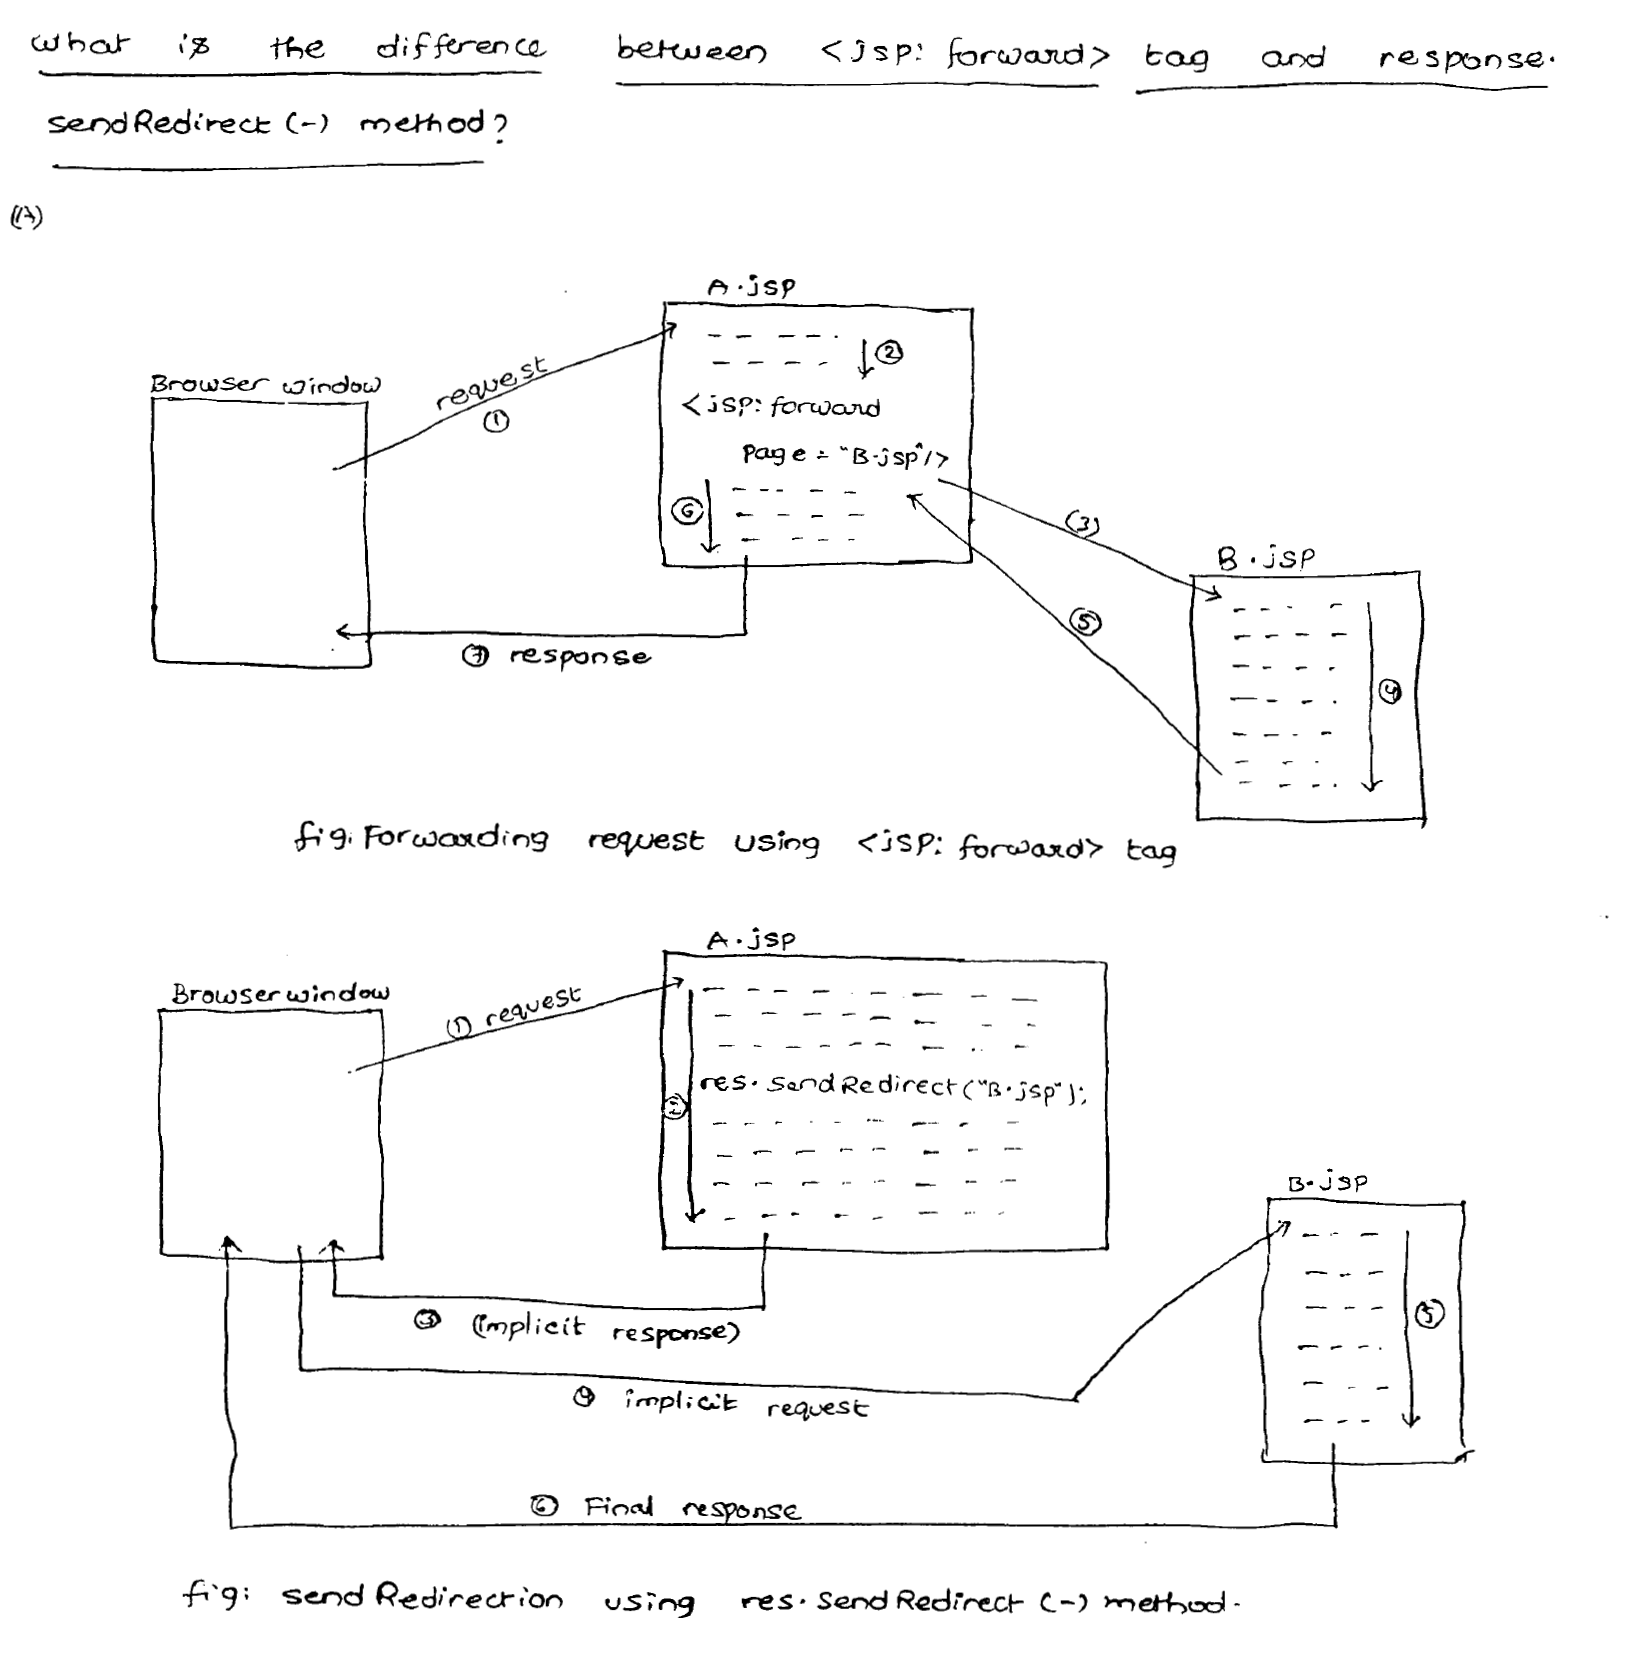 what is the difference between <jsp: forward> tag and response.
sendRedirect (-) method?
(A)
A.jsp
② 
Browser window
request
①
<jsp: forward
page = "B.jsp"/>
⑥
(3)
B.jsp
⑤
④
⑦ response
fig: Forwarding request using <jsp: forward> tag
A.jsp
Browser window
① request
res. sendRedirect ("B.jsp");
②
B.jsp
⑤
③ (implicit response)
④ implicit request
⑥ Final response
fig: send Redirection using res. sendRedirect (-) method.